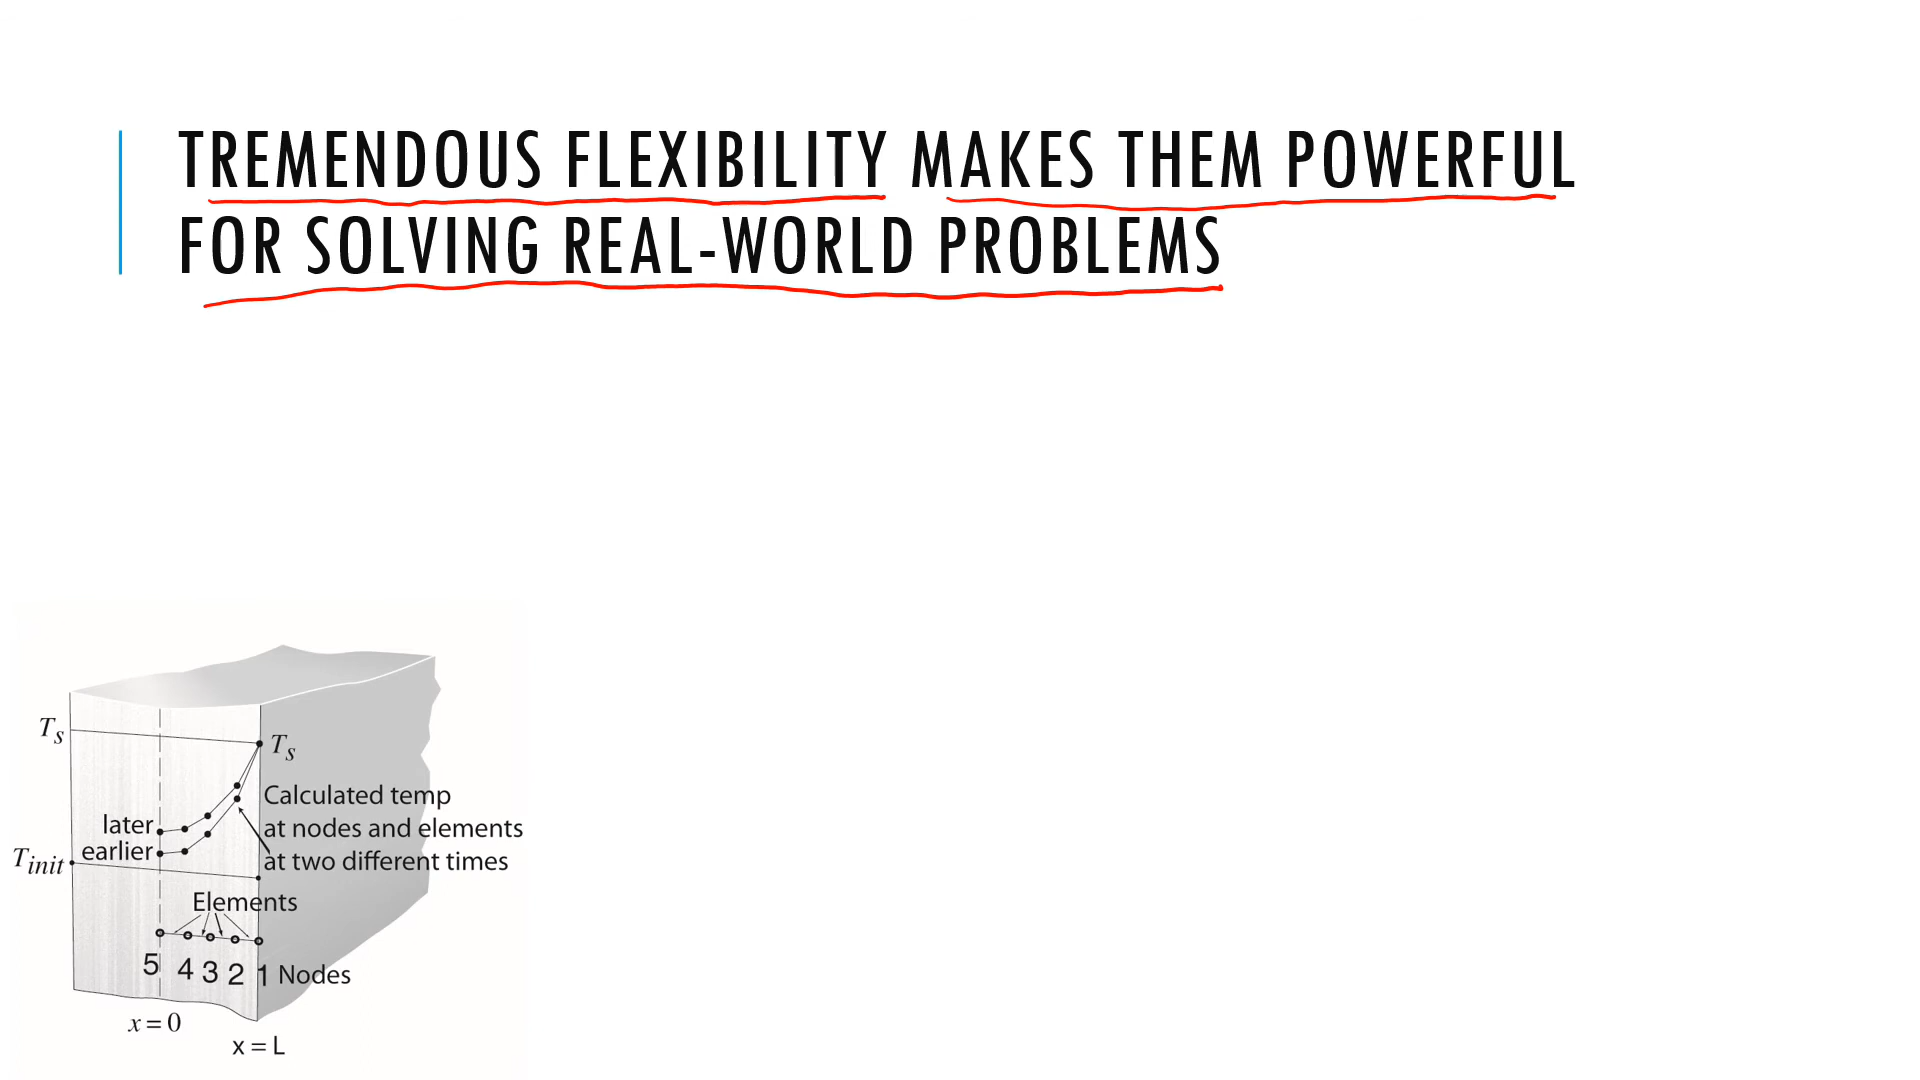 TREMENDOUS FLEXIBILITY MAKES THEM POWERFUL
FOR SOLVING REAL-WORLD PROBLEMS
Ts
Ts
Calculated temp
later
at nodes and elements
earlier
at two different times
Tinit
Elements
5 4 3 2 1 Nodes
x = 0
x = L